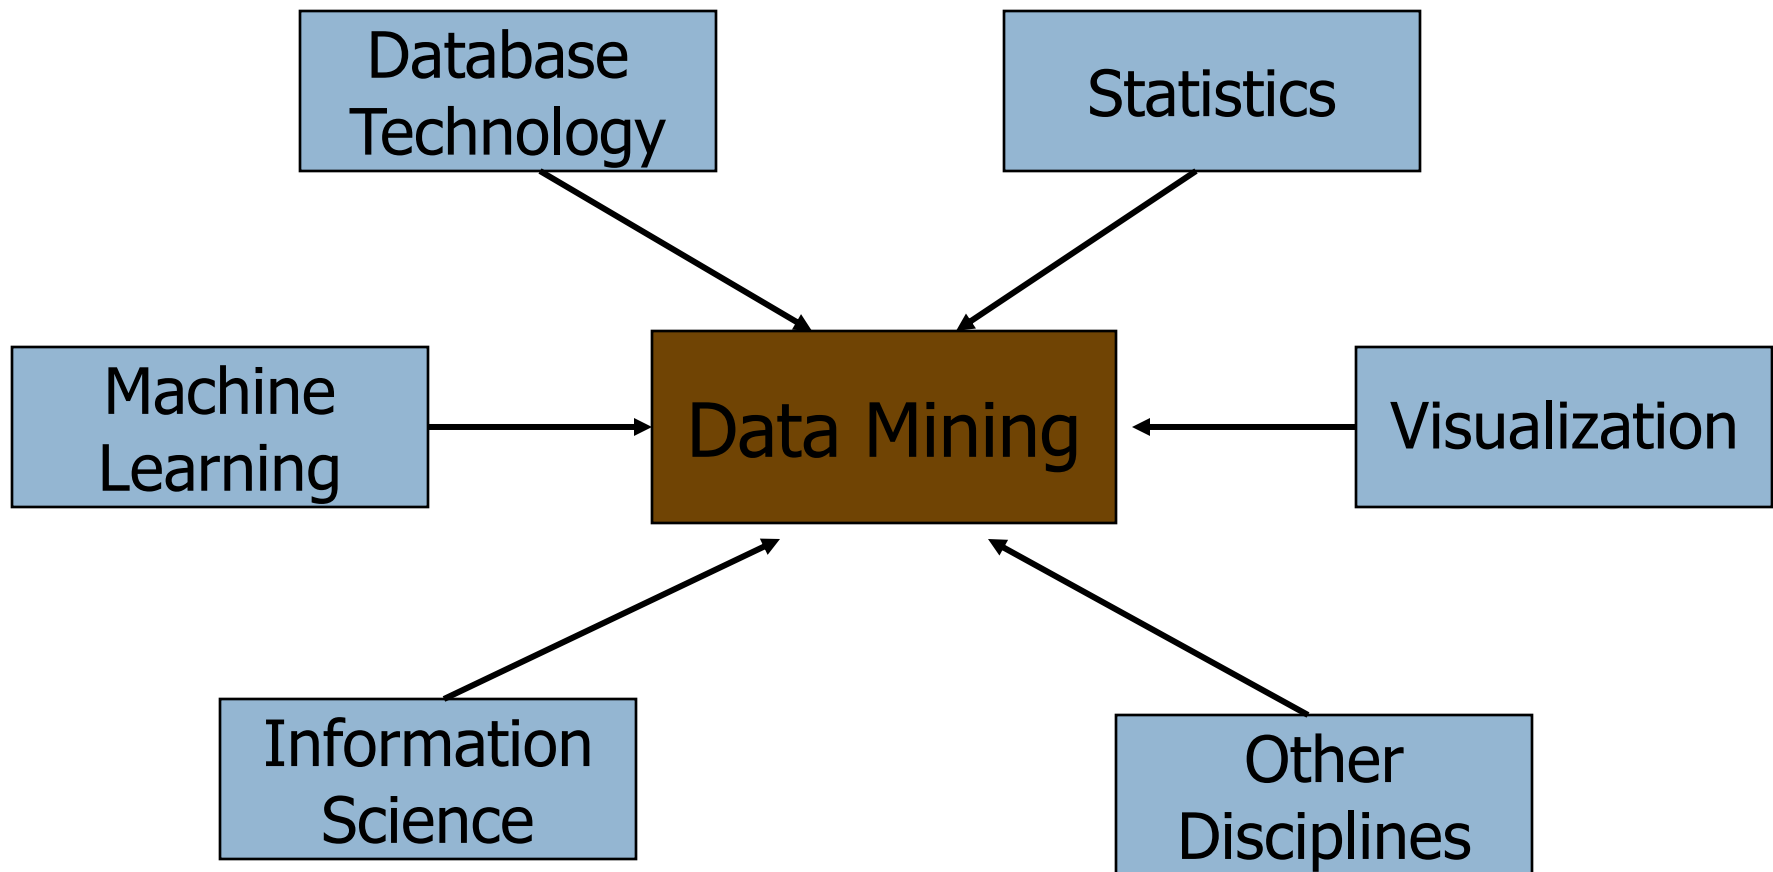 Database
Technology
Statistics
Machine
Learning
Data Mining
Visualization
Information
Science
Other
Disciplines